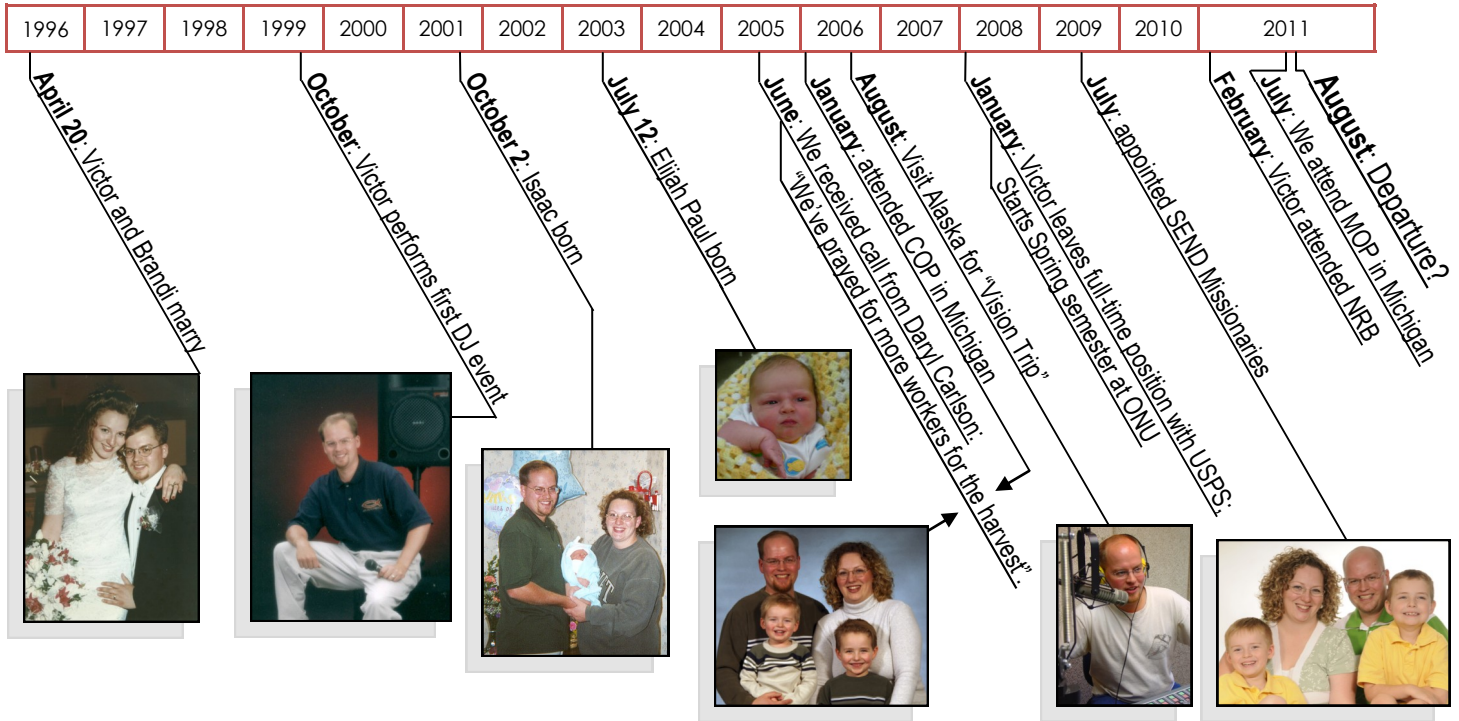 1996 1997 1998 1999 2000 2001 2002 2003 2004 2005 2006 2007 2008 2009 2010 2011
April 20: Victor and Brandi marry
October: Victor performs first DJ event
October 2: Isaac born
July 12: Elijah Paul born
June: We received call from Daryl Carlson:
"We've prayed for more workers for the harvest".
January: attended COP in Michigan
August: Visit Alaska for "Vision Trip"
January: Victor leaves full-time position with USPS;
Starts Spring semester at ONU
July: appointed SEND Missionaries
February: Victor attended NRB
July: We attend MOP in Michigan
August: Departure?